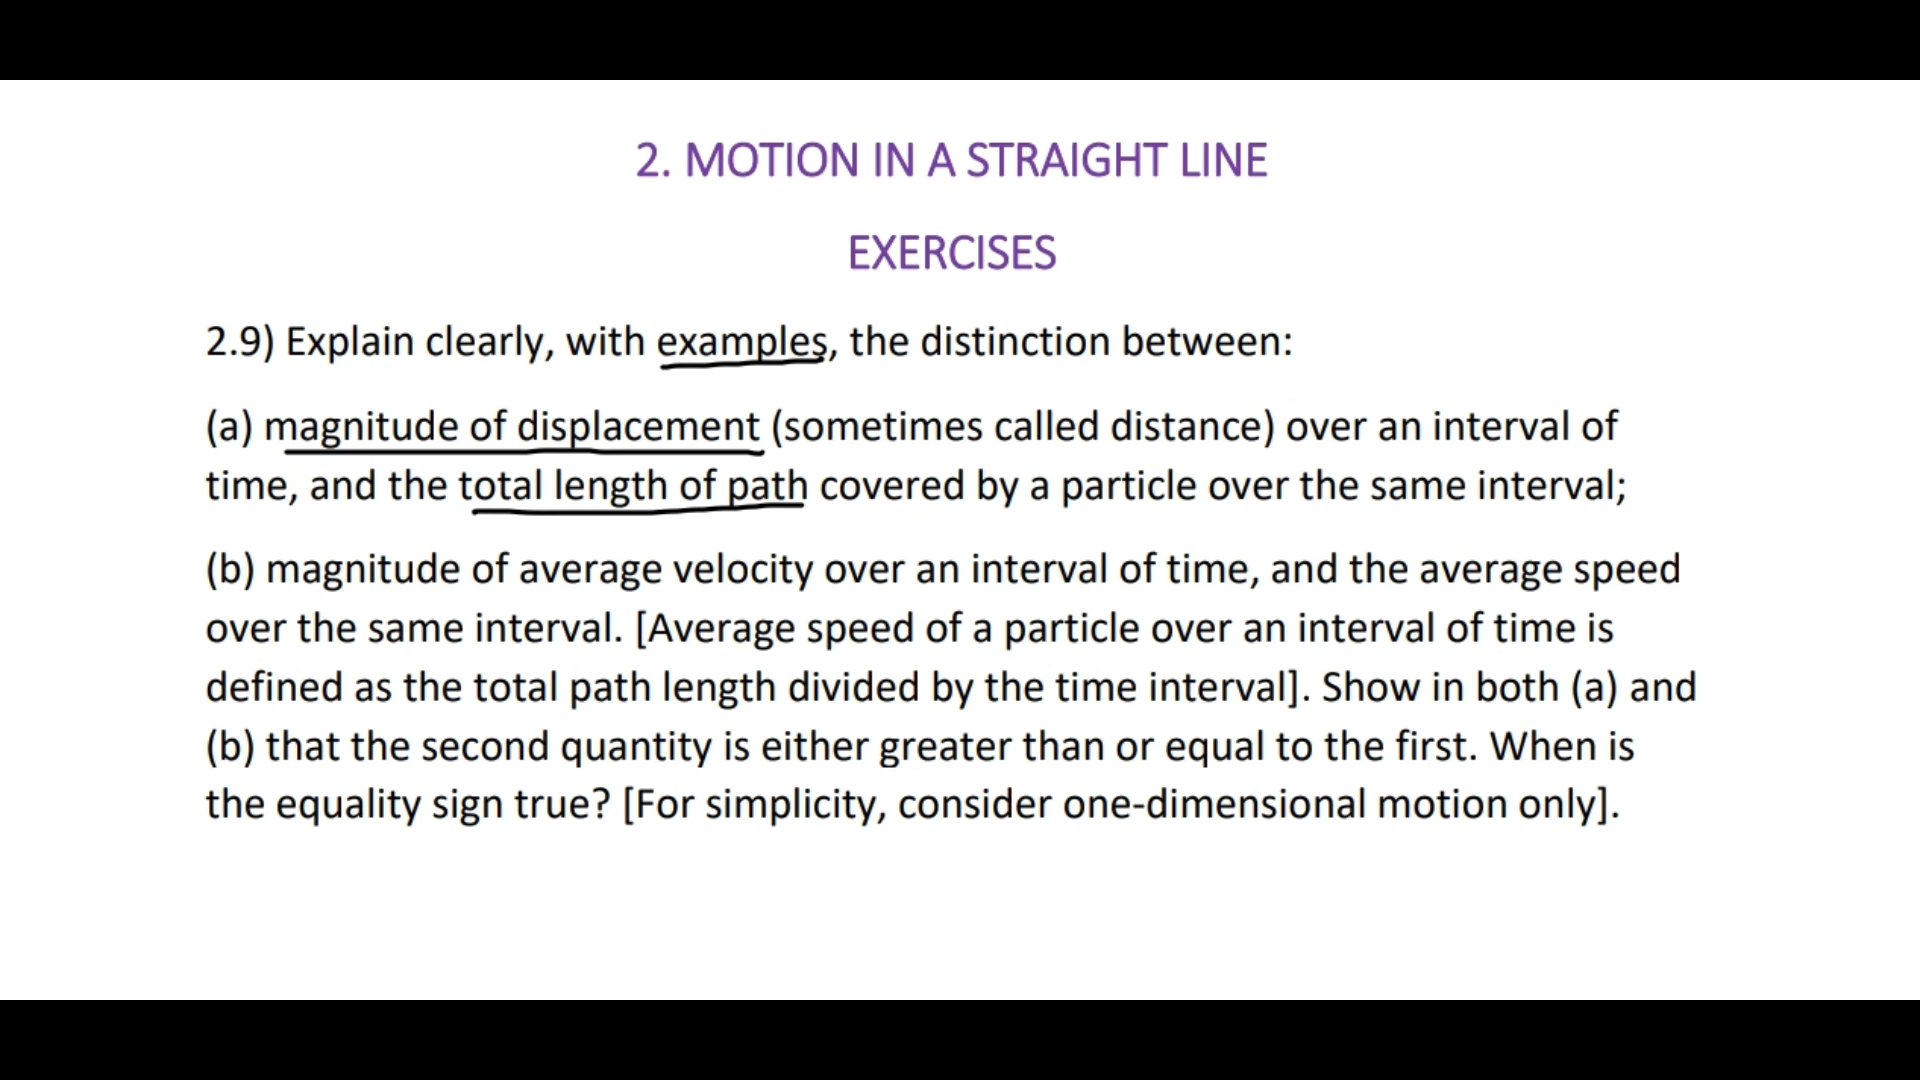 2. MOTION IN A STRAIGHT LINE
EXERCISES
2.9) Explain clearly, with examples, the distinction between:
(a) magnitude of displacement (sometimes called distance) over an interval of
time, and the total length of path covered by a particle over the same interval;
(b) magnitude of average velocity over an interval of time, and the average speed
over the same interval. [Average speed of a particle over an interval of time is
defined as the total path length divided by the time interval]. Show in both (a) and
(b) that the second quantity is either greater than or equal to the first. When is
the equality sign true? [For simplicity, consider one-dimensional motion only].